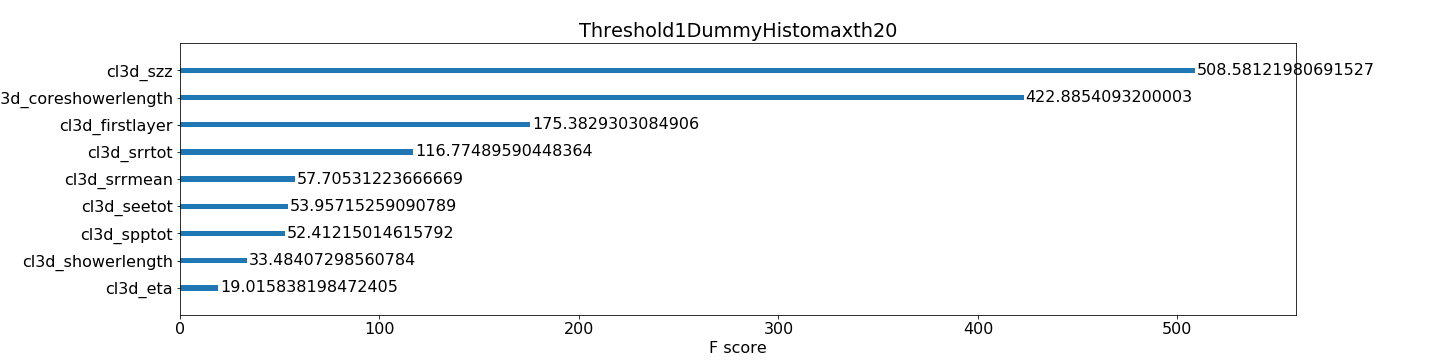 Threshold1DummyHistomaxth20
cl3d_szz 508.58121980691527
3d_coreshowerlength 422.8854093200003
cl3d_firstlayer 175.3829303084906
cl3d_srrtot 116.77489590448364
cl3d_srrmean 57.70531223666669
cl3d_seetot 53.95715259090789
cl3d_spptot 52.41215014615792
cl3d_showerlength 33.48407298560784
cl3d_eta 19.015838198472405
0 100 200 300 400 500
F score